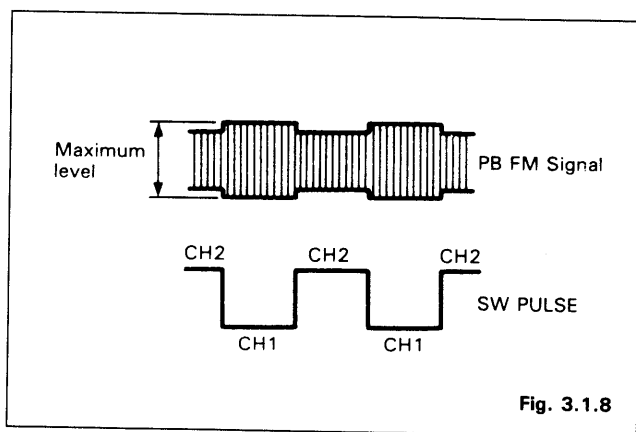 Maximum
level
PB FM Signal
CH2
CH2
CH2
SW PULSE
CH1
CH1
Fig. 3.1.8